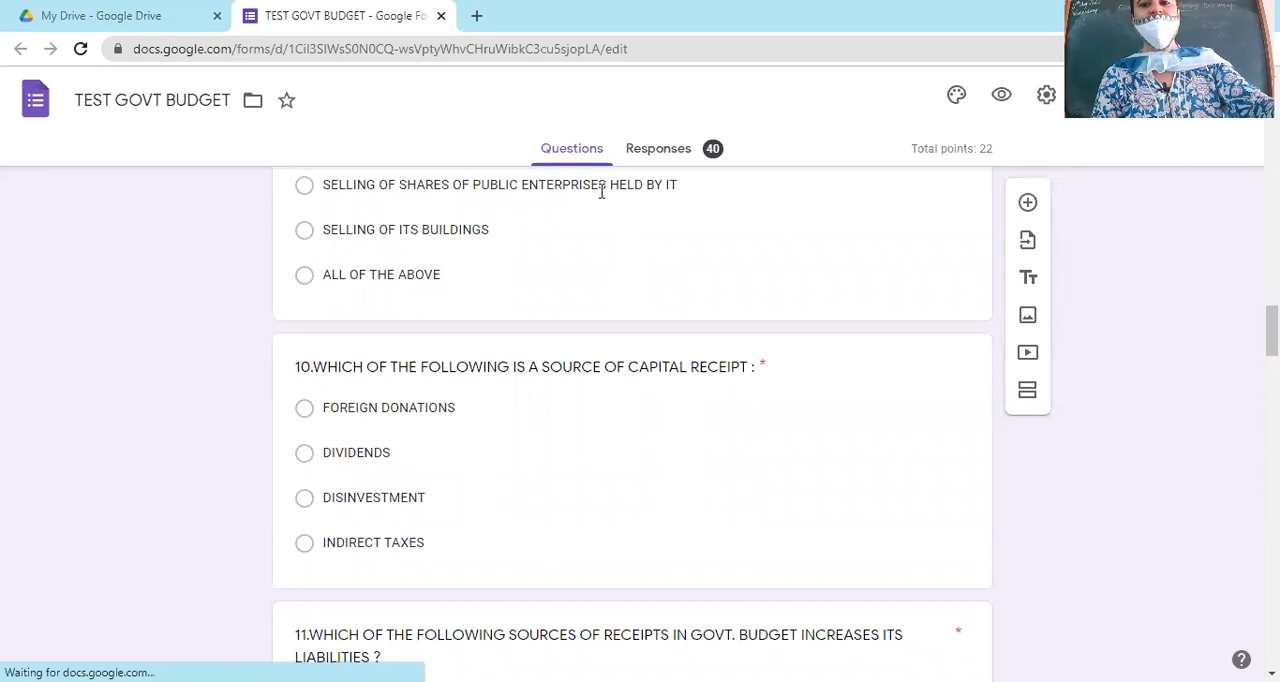 My Drive - Google Drive
TEST GOVT BUDGET - Google Fo
docs.google.com/forms/d/1Cil3SlWsS0N0CQ-wsVptyWhvCHruWibkC3cu5sjopLA/edit
TEST GOVT BUDGET
Questions
Responses 40
Total points: 22
SELLING OF SHARES OF PUBLIC ENTERPRISES HELD BY IT
SELLING OF ITS BUILDINGS
ALL OF THE ABOVE
10.WHICH OF THE FOLLOWING IS A SOURCE OF CAPITAL RECEIPT : *
FOREIGN DONATIONS
DIVIDENDS
DISINVESTMENT
INDIRECT TAXES
11.WHICH OF THE FOLLOWING SOURCES OF RECEIPTS IN GOVT. BUDGET INCREASES ITS *
LIABILITIES ?
Waiting for docs.google.com...